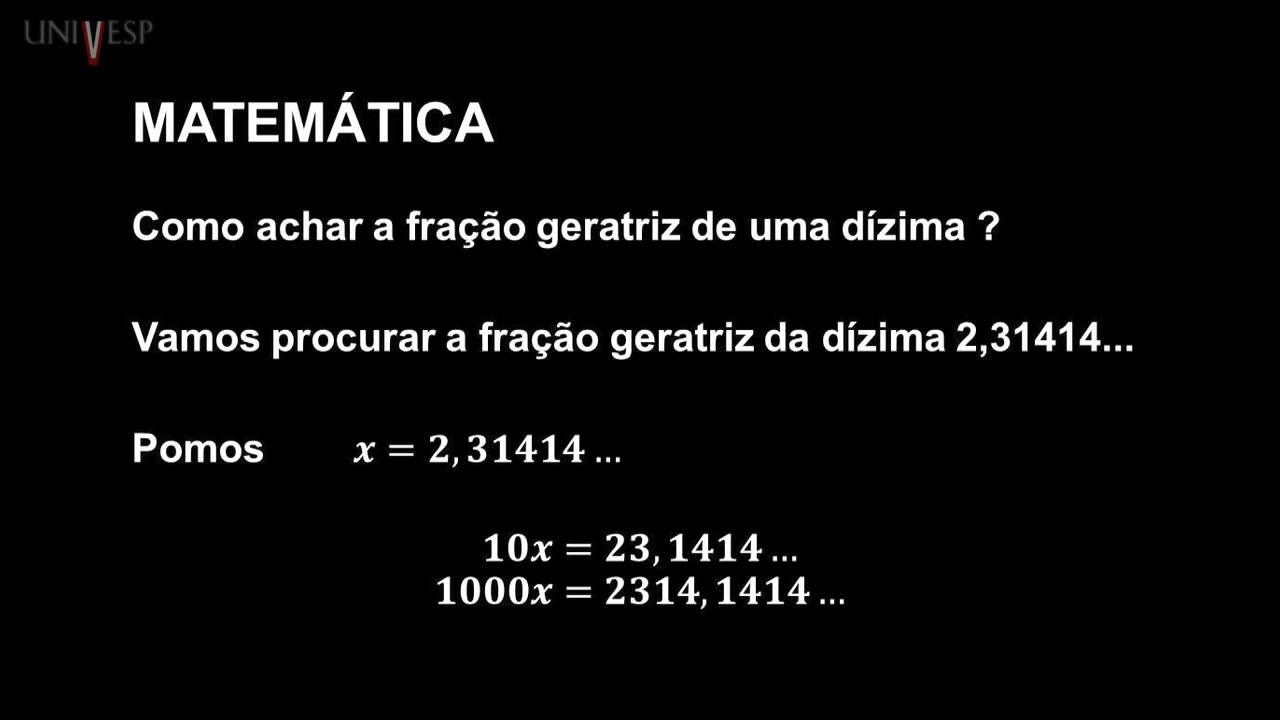 UNIVESP
MATEMÁTICA
Como achar a fração geratriz de uma dízima ?
Vamos procurar a fração geratriz da dízima 2,31414...
Pomos x = 2,31414 ...
10x = 23,1414 ...
1000x = 2314,1414 ...